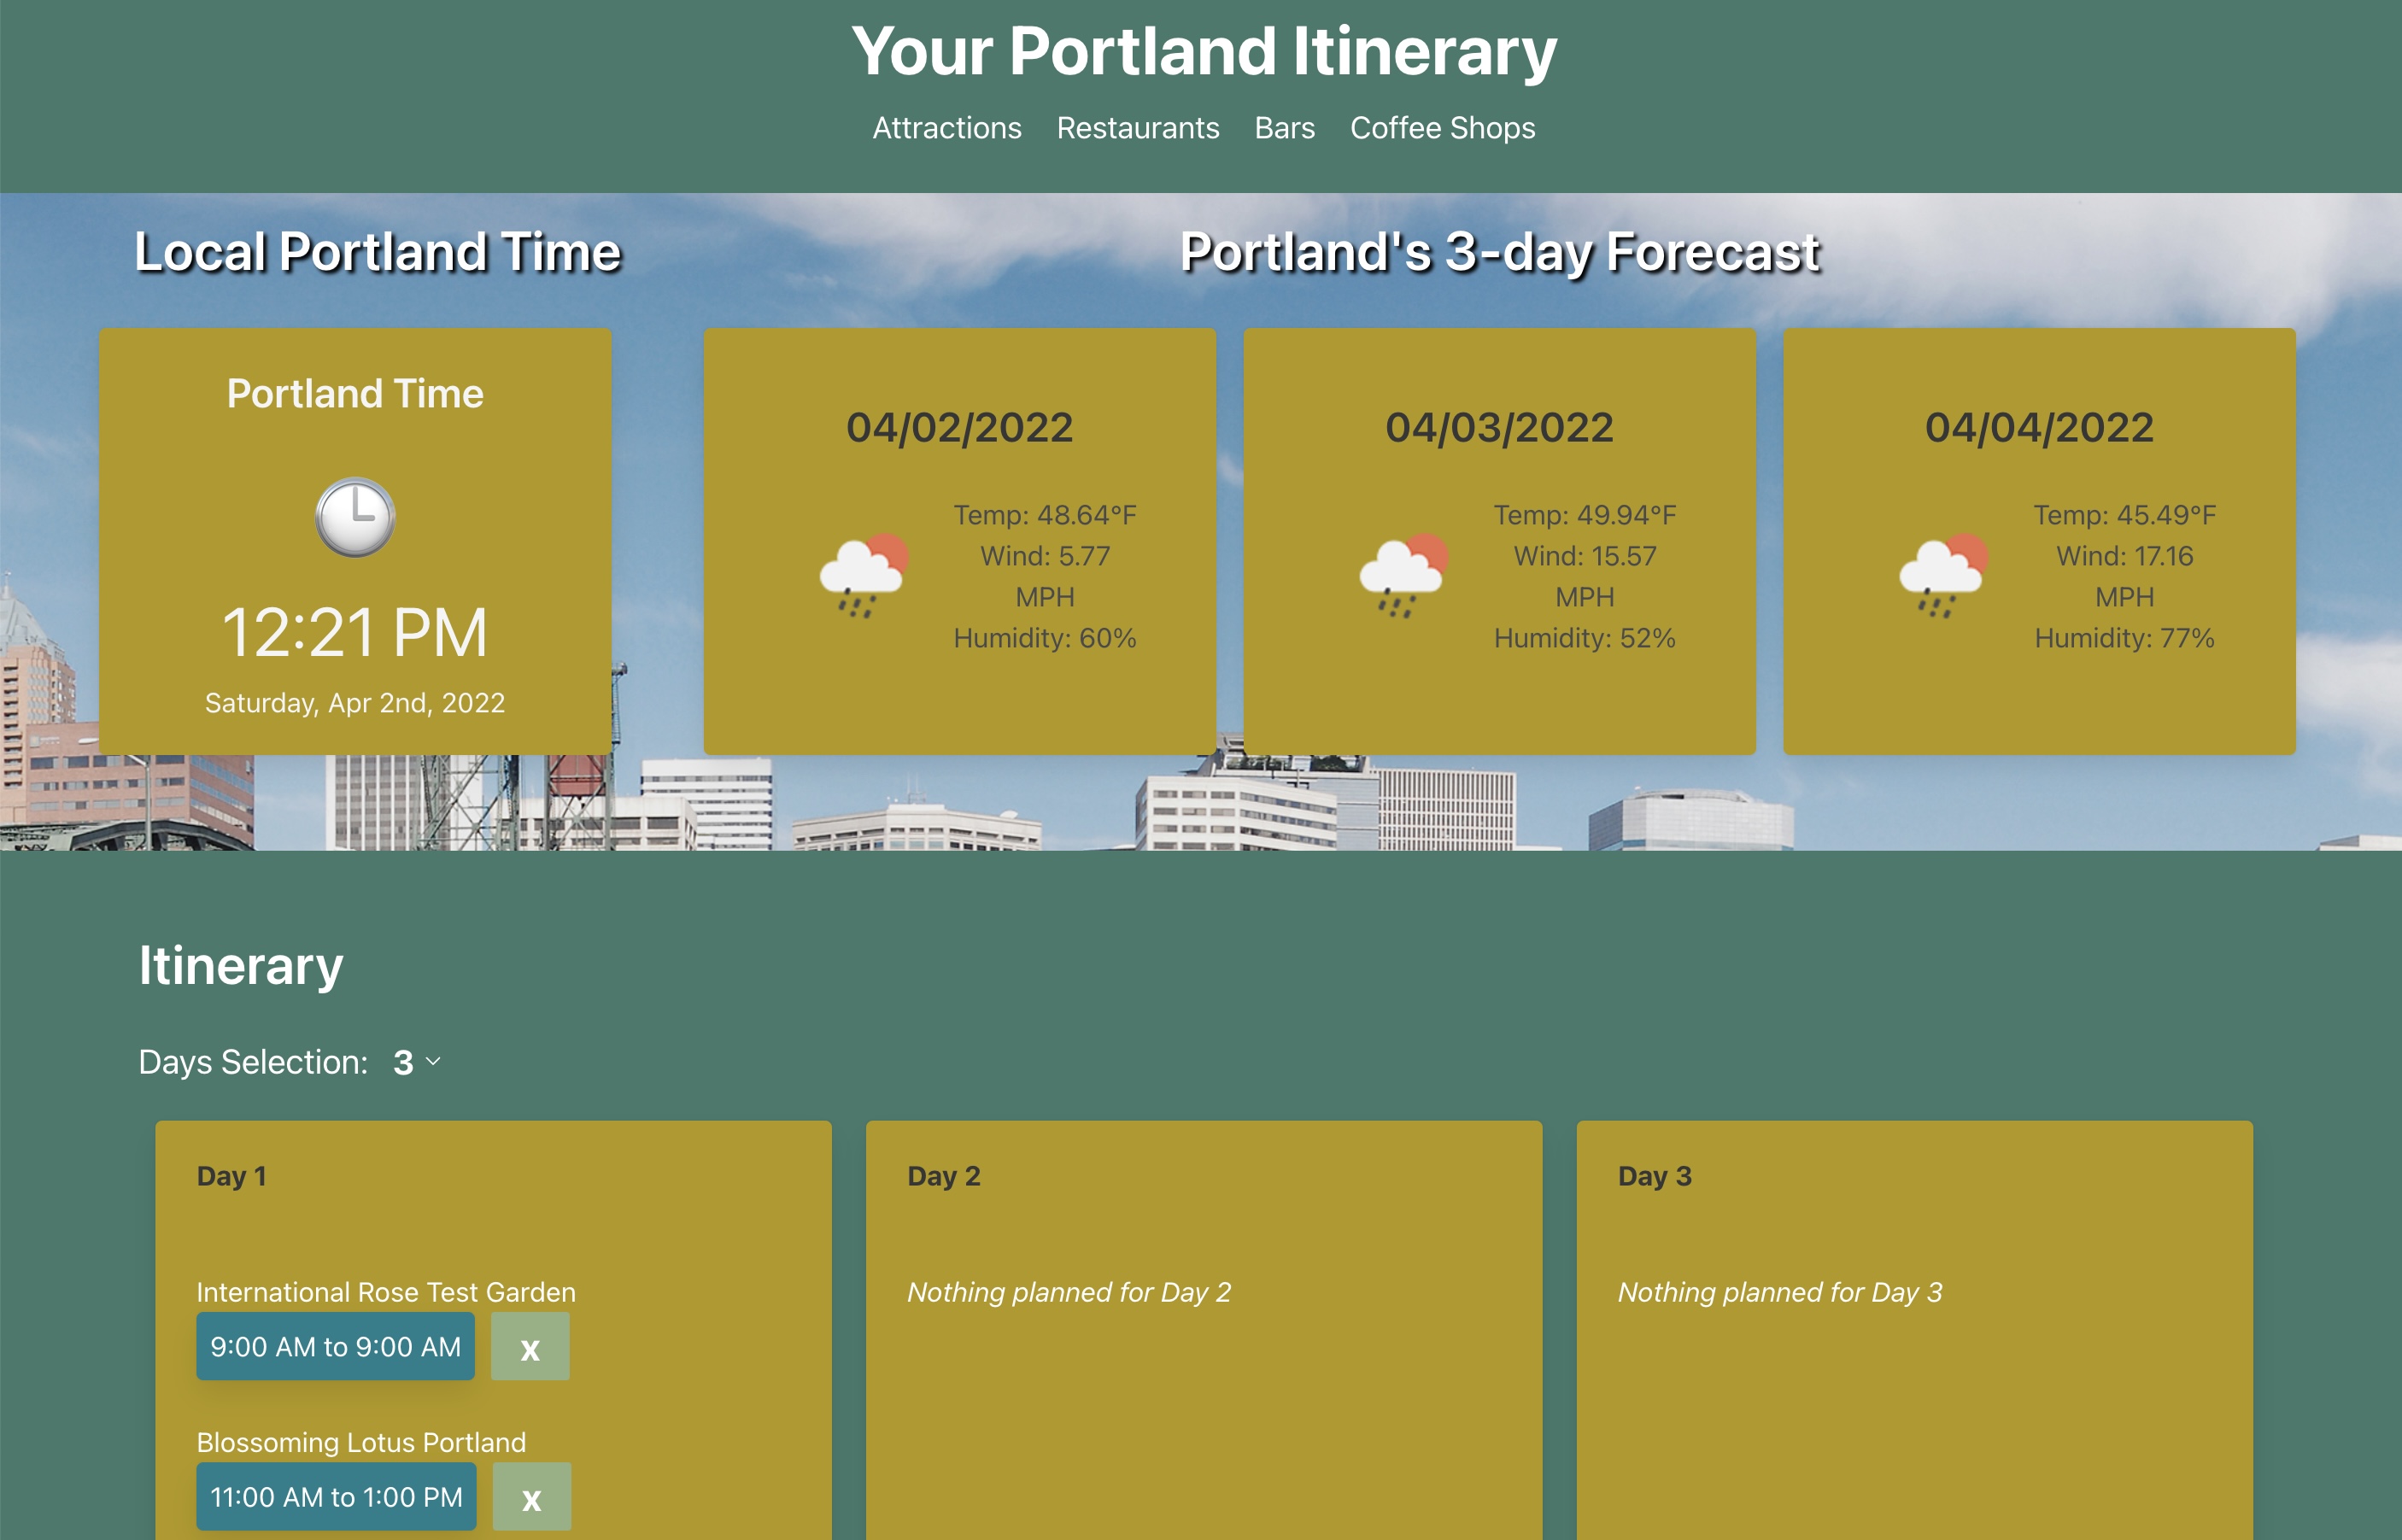 Your Portland Itinerary
Attractions Restaurants Bars Coffee Shops
Local Portland Time
Portland's 3-day Forecast
Portland Time
12:21 PM
Saturday, Apr 2nd, 2022
04/02/2022
Temp: 48.64°F
Wind: 5.77
MPH
Humidity: 60%
04/03/2022
Temp: 49.94°F
Wind: 15.57
MPH
Humidity: 52%
04/04/2022
Temp: 45.49°F
Wind: 17.16
MPH
Humidity: 77%
Itinerary
Days Selection: 3
Day 1
International Rose Test Garden
9:00 AM to 9:00 AM x
Blossoming Lotus Portland
11:00 AM to 1:00 PM x
Day 2
Nothing planned for Day 2
Day 3
Nothing planned for Day 3